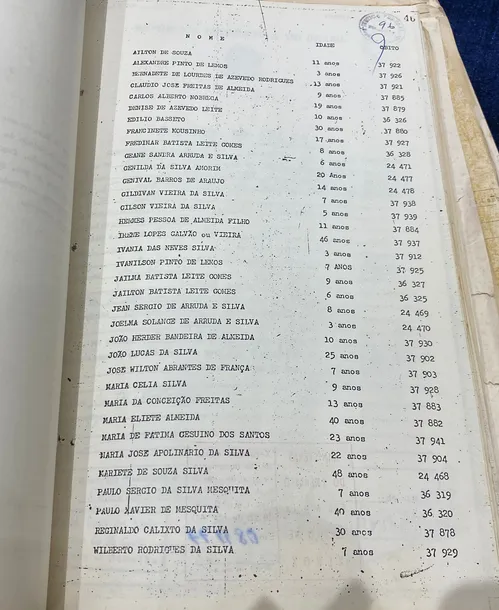 16
NOME IDADE ÓBITO
AILTON DE SOUZA 11 anos 37 922
ALEXANDRE PINTO DE LEMOS 3 anos 37 926
BERNADETE DE LOURDES DE AZEVEDO RODRIGUES 13 anos 37 921
CLAUDIO JOSE FREITAS DE ALMEIDA 9 anos 37 885
CARLOS ALBERTO NOBREGA 19 anos 37 879
DENISE DE AZEVEDO LEITE 10 anos 36 326
EDILIO BASSETO 30 anos 37 880
FRANCINETE KOUSINHO 17 anos 37 927
FREDIHAR BATISTA LEITE GOMES 8 anos 36 328
GEANE SANDRA ARRUDA E SILVA 6 anos 24 471
GENILDA DA SILVA AMORIM 20 Anos 24 477
GENIVAL BARROS DE ARAUJO 14 anos 24 478
GILDIVAN VIEIRA DA SILVA 7 anos 37 938
GILSON VIEIRA DA SILVA 5 anos 37 939
HERMES PESSOA DE ALMEIDA FILHO 11 anos 37 884
IRENE LOPES GALVÃO ou VIEIRA 46 anos 37 937
IVANIA DAS NEVES SILVA 3 anos 37 912
IVANILSON PINTO DE LEMOS 7 ANOS 37 925
JAILMA BATISTA LEITE GOMES 9 anos 36 327
JAILTON BATISTA LEITE GOMES 6 anos 36 325
JEAN SERGIO DE ARRUDA E SILVA 8 anos 24 469
JOELMA SOLANGE DE ARRUDA E SILVA 3 anos 24 470
JOÃO HERDER BANDEIRA DE ALMEIDA 10 anos 37 930
JOÃO LUCAS DA SILVA 25 anos 37 902
JOSE WILTON ABRANTES DE FRANÇA 7 anos 37 903
MARIA CELIA SILVA 9 anos 37 928
MARIA DA CONCEIÇÃO FREITAS 13 anos 37 883
MARIA ELIETE ALMEIDA 40 anos 37 882
MARIA DE FATIMA GESUINO DOS SANTOS 23 anos 37 941
MARIA JOSE APOLINARIO DA SILVA 22 anos 37 904
MARIETE DE SOUZA SILVA 48 anos 24 468
PAULO SERGIO DA SILVA MESQUITA 7 anos 36 319
PAULO XAVIER DE MESQUITA 40 anos 36 320
REGINALDO CALIXTO DA SILVA 30 anos 37 878
WILBERTO RODRIGUES DA SILVA 7 anos 37 929